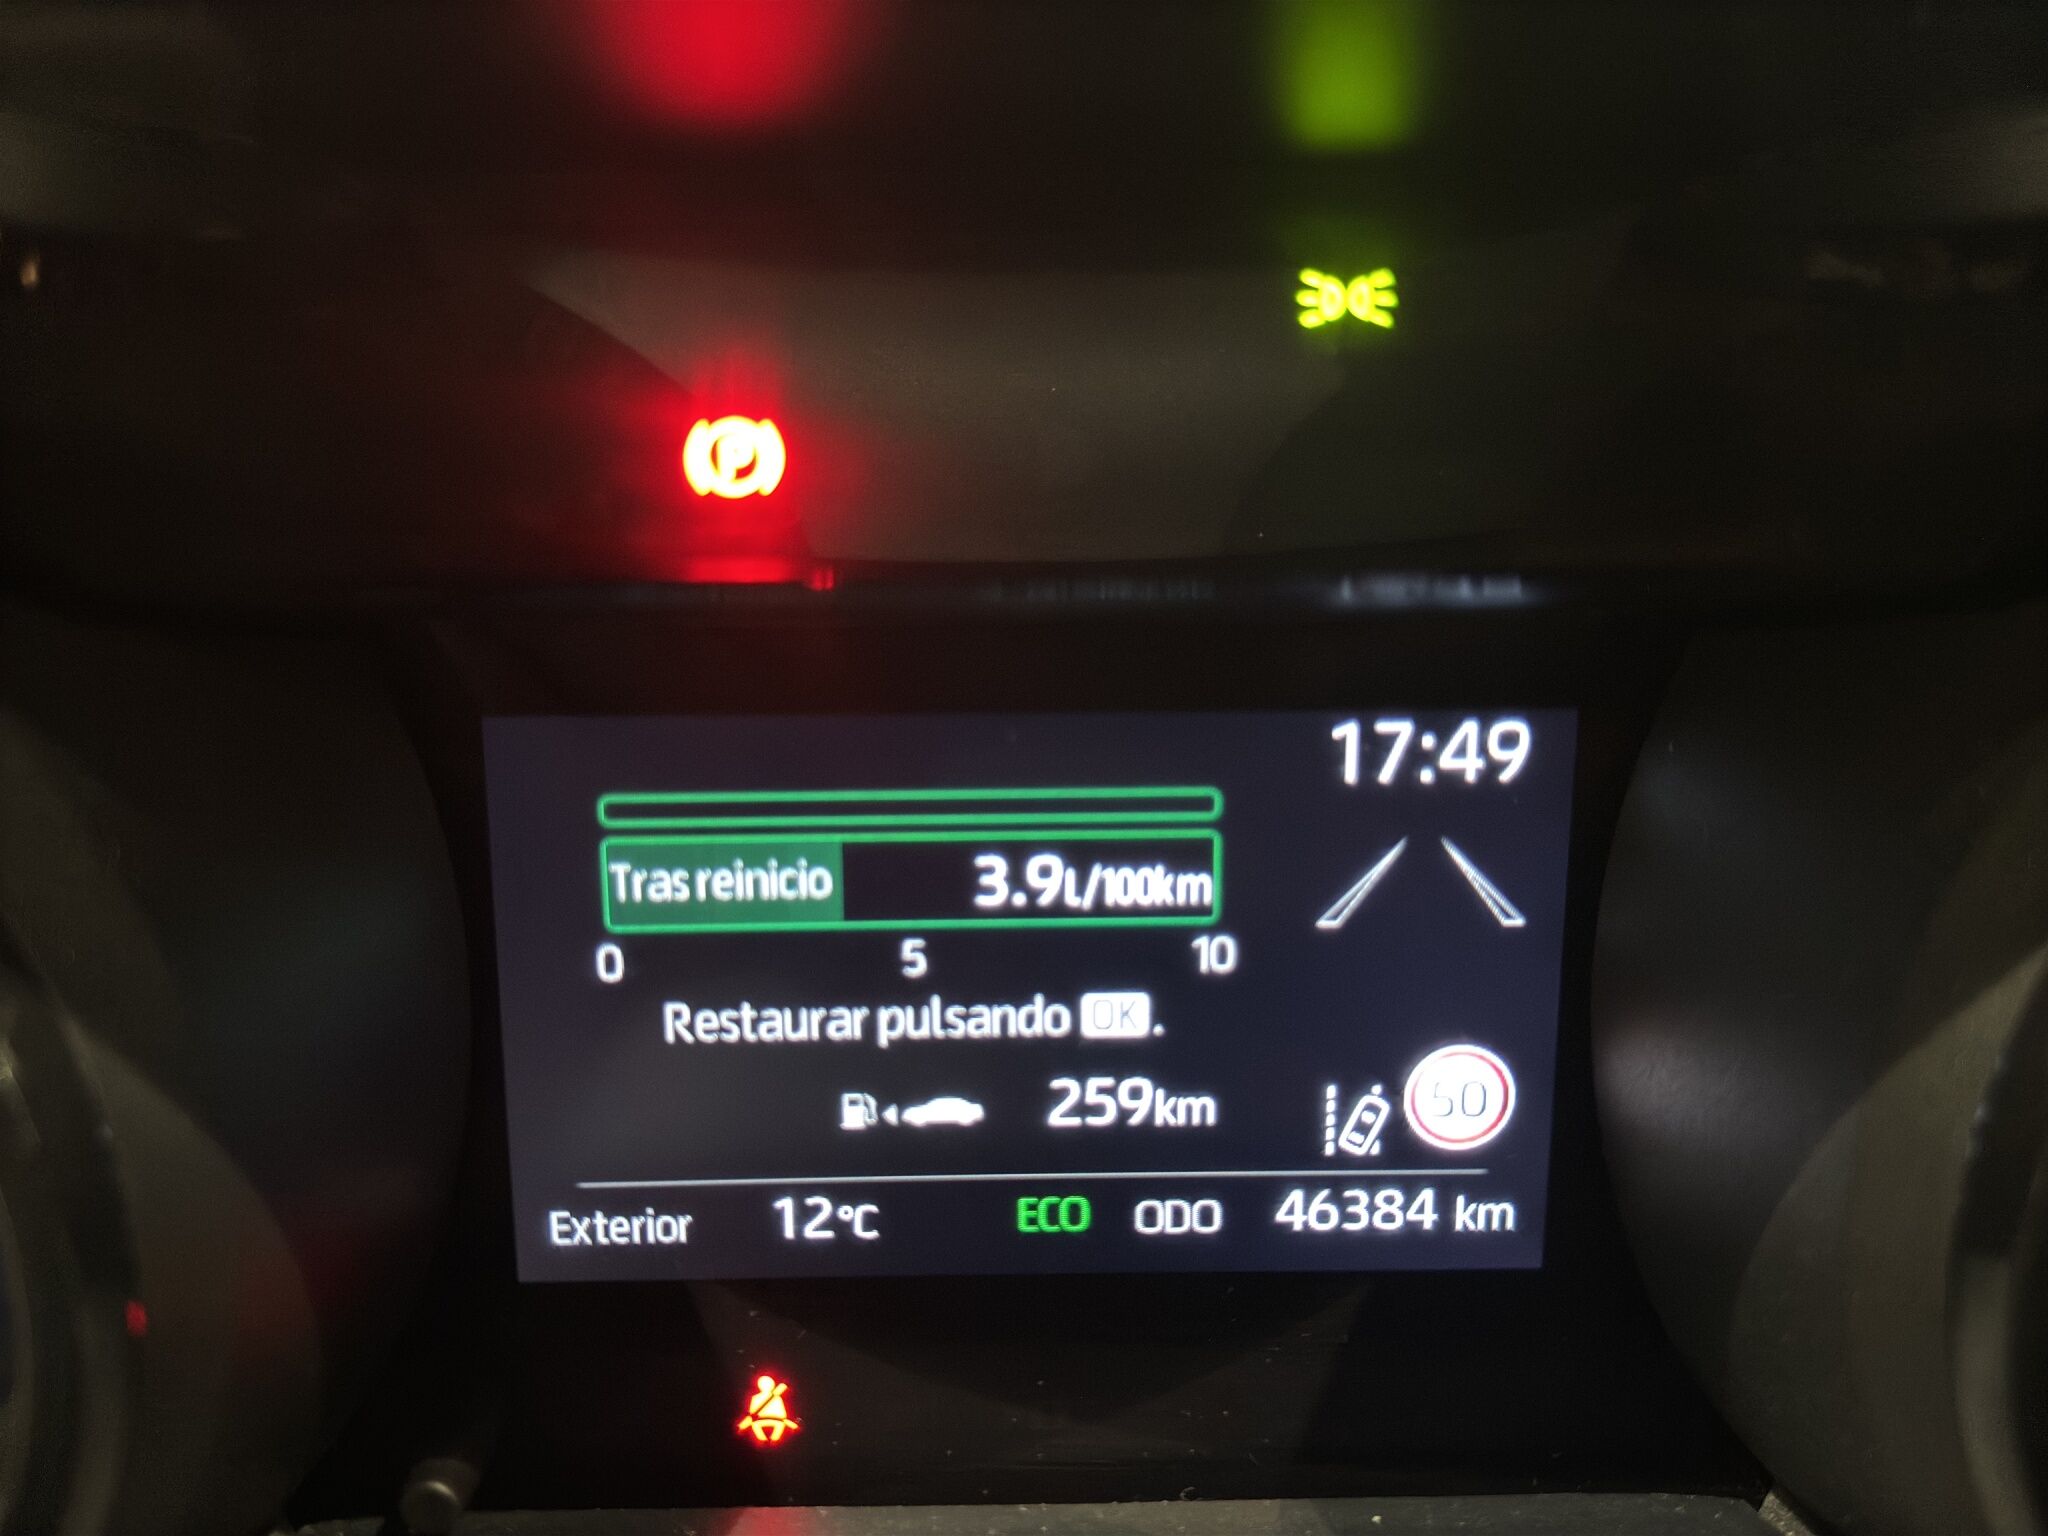 P
17:49
Tras reinicio 3.9L/100km
0 5 10
Restaurar pulsando OK.
259km
50
Exterior 12°C ECO ODO 46384 km